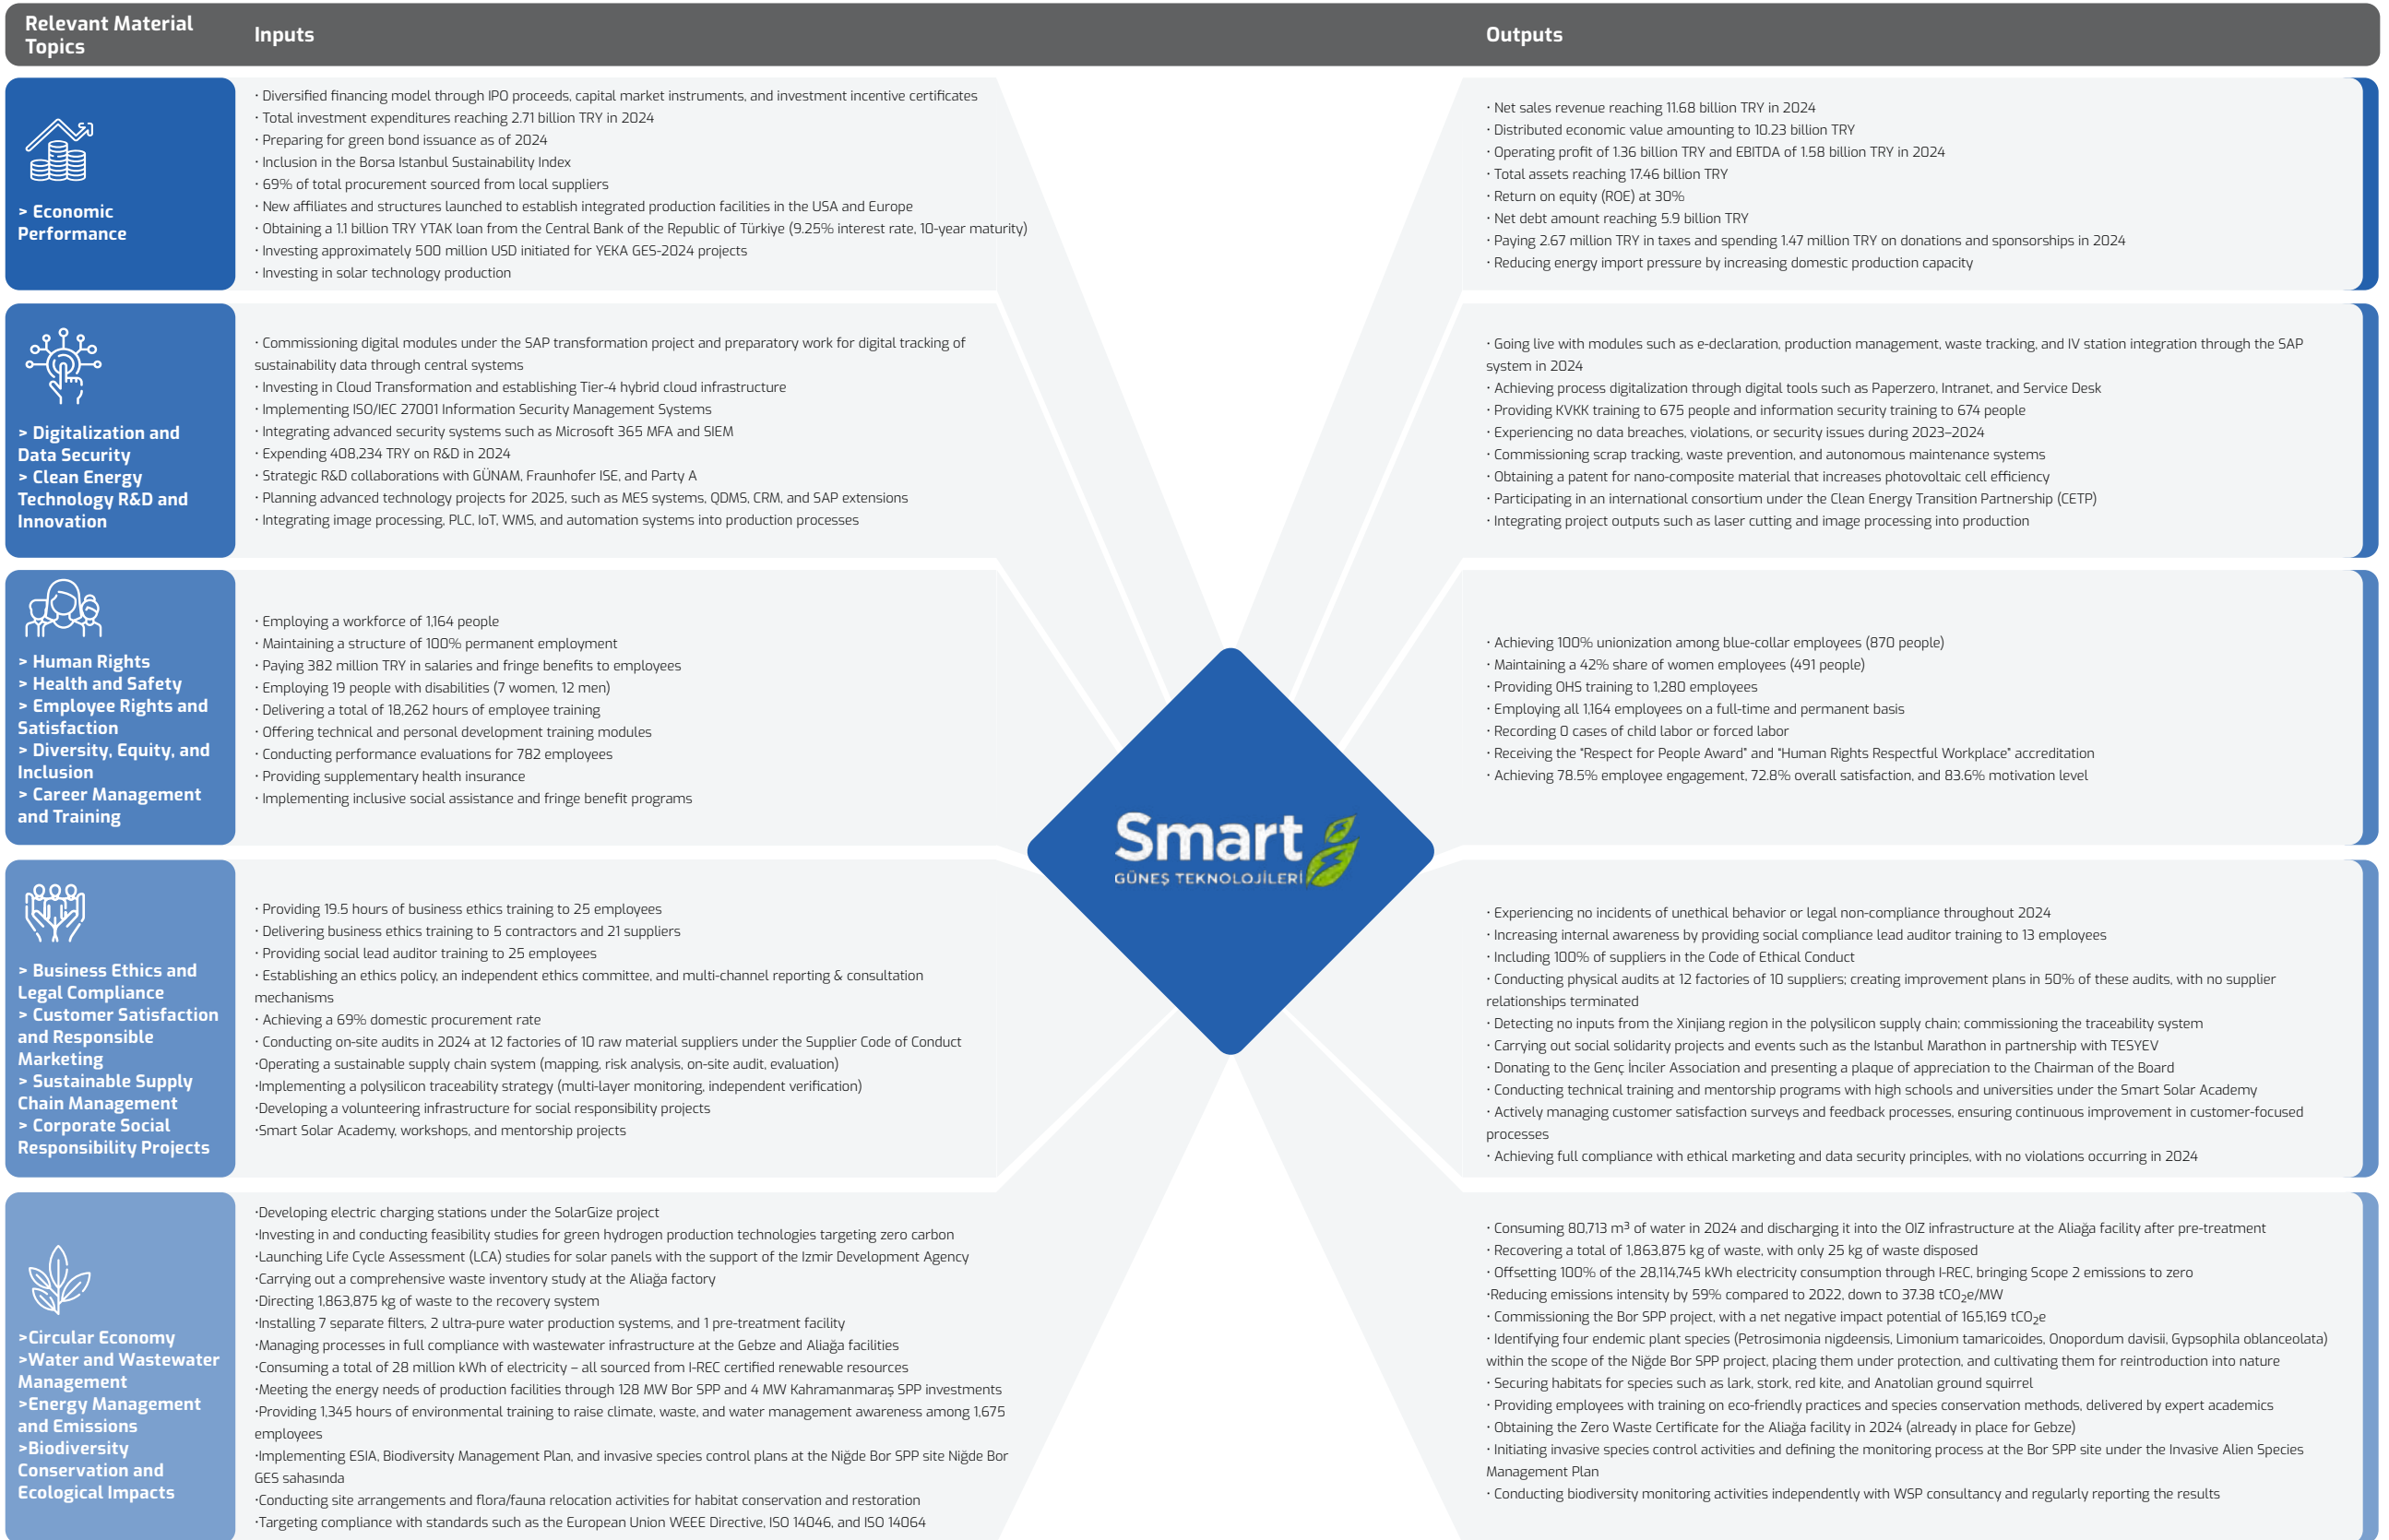 Relevant Material
Topics
Inputs
Outputs
> Economic
Performance
· Diversified financing model through IPO proceeds, capital market instruments, and investment incentive certificates
· Total investment expenditures reaching 2.71 billion TRY in 2024
· Preparing for green bond issuance as of 2024
· Inclusion in the Borsa Istanbul Sustainability Index
· 69% of total procurement sourced from local suppliers
· New affiliates and structures launched to establish integrated production facilities in the USA and Europe
· Obtaining a 1.1 billion TRY YTAK loan from the Central Bank of the Republic of Türkiye (9.25% interest rate, 10-year maturity)
· Investing approximately 500 million USD initiated for YEKA GES-2024 projects
· Investing in solar technology production
· Net sales revenue reaching 11.68 billion TRY in 2024
· Distributed economic value amounting to 10.23 billion TRY
· Operating profit of 1.36 billion TRY and EBITDA of 1.58 billion TRY in 2024
· Total assets reaching 17.46 billion TRY
· Return on equity (ROE) at 30%
· Net debt amount reaching 5.9 billion TRY
· Paying 2.67 million TRY in taxes and spending 1.47 million TRY on donations and sponsorships in 2024
· Reducing energy import pressure by increasing domestic production capacity
> Digitalization and
Data Security
> Clean Energy
Technology R&D and
Innovation
· Commissioning digital modules under the SAP transformation project and preparatory work for digital tracking of
sustainability data through central systems
· Investing in Cloud Transformation and establishing Tier-4 hybrid cloud infrastructure
· Implementing ISO/IEC 27001 Information Security Management Systems
· Integrating advanced security systems such as Microsoft 365 MFA and SIEM
· Expending 408,234 TRY on R&D in 2024
· Strategic R&D collaborations with GÜNAM, Fraunhofer ISE, and Party A
· Planning advanced technology projects for 2025, such as MES systems, QDMS, CRM, and SAP extensions
· Integrating image processing, PLC, IoT, WMS, and automation systems into production processes
· Going live with modules such as e-declaration, production management, waste tracking, and IV station integration through the SAP
system in 2024
· Achieving process digitalization through digital tools such as Paperzero, Intranet, and Service Desk
· Providing KVKK training to 675 people and information security training to 674 people
· Experiencing no data breaches, violations, or security issues during 2023–2024
· Commissioning scrap tracking, waste prevention, and autonomous maintenance systems
· Obtaining a patent for nano-composite material that increases photovoltaic cell efficiency
· Participating in an international consortium under the Clean Energy Transition Partnership (CETP)
· Integrating project outputs such as laser cutting and image processing into production
> Human Rights
> Health and Safety
> Employee Rights and
Satisfaction
> Diversity, Equity, and
Inclusion
> Career Management
and Training
· Employing a workforce of 1,164 people
· Maintaining a structure of 100% permanent employment
· Paying 382 million TRY in salaries and fringe benefits to employees
· Employing 19 people with disabilities (7 women, 12 men)
· Delivering a total of 18,262 hours of employee training
· Offering technical and personal development training modules
· Conducting performance evaluations for 782 employees
· Providing supplementary health insurance
· Implementing inclusive social assistance and fringe benefit programs
· Achieving 100% unionization among blue-collar employees (870 people)
· Maintaining a 42% share of women employees (491 people)
· Providing OHS training to 1,280 employees
· Employing all 1,164 employees on a full-time and permanent basis
· Recording 0 cases of child labor or forced labor
· Receiving the "Respect for People Award" and "Human Rights Respectful Workplace" accreditation
· Achieving 78.5% employee engagement, 72.8% overall satisfaction, and 83.6% motivation level
Smart
GÜNEŞ TEKNOLOJİLERİ
> Business Ethics and
Legal Compliance
> Customer Satisfaction
and Responsible
Marketing
> Sustainable Supply
Chain Management
> Corporate Social
Responsibility Projects
· Providing 19.5 hours of business ethics training to 25 employees
· Delivering business ethics training to 5 contractors and 21 suppliers
· Providing social lead auditor training to 25 employees
· Establishing an ethics policy, an independent ethics committee, and multi-channel reporting & consultation
mechanisms
· Achieving a 69% domestic procurement rate
· Conducting on-site audits in 2024 at 12 factories of 10 raw material suppliers under the Supplier Code of Conduct
·Operating a sustainable supply chain system (mapping, risk analysis, on-site audit, evaluation)
·Implementing a polysilicon traceability strategy (multi-layer monitoring, independent verification)
·Developing a volunteering infrastructure for social responsibility projects
·Smart Solar Academy, workshops, and mentorship projects
· Experiencing no incidents of unethical behavior or legal non-compliance throughout 2024
· Increasing internal awareness by providing social compliance lead auditor training to 13 employees
· Including 100% of suppliers in the Code of Ethical Conduct
· Conducting physical audits at 12 factories of 10 suppliers; creating improvement plans in 50% of these audits, with no supplier
relationships terminated
· Detecting no inputs from the Xinjiang region in the polysilicon supply chain; commissioning the traceability system
· Carrying out social solidarity projects and events such as the Istanbul Marathon in partnership with TESYEV
· Donating to the Genç İnciler Association and presenting a plaque of appreciation to the Chairman of the Board
· Conducting technical training and mentorship programs with high schools and universities under the Smart Solar Academy
· Actively managing customer satisfaction surveys and feedback processes, ensuring continuous improvement in customer-focused
processes
· Achieving full compliance with ethical marketing and data security principles, with no violations occurring in 2024
>Circular Economy
>Water and Wastewater
Management
>Energy Management
and Emissions
>Biodiversity
Conservation and
Ecological Impacts
·Developing electric charging stations under the SolarGize project
·Investing in and conducting feasibility studies for green hydrogen production technologies targeting zero carbon
·Launching Life Cycle Assessment (LCA) studies for solar panels with the support of the Izmir Development Agency
·Carrying out a comprehensive waste inventory study at the Aliağa factory
·Directing 1,863,875 kg of waste to the recovery system
·Installing 7 separate filters, 2 ultra-pure water production systems, and 1 pre-treatment facility
·Managing processes in full compliance with wastewater infrastructure at the Gebze and Aliağa facilities
·Consuming a total of 28 million kWh of electricity – all sourced from I-REC certified renewable resources
·Meeting the energy needs of production facilities through 128 MW Bor SPP and 4 MW Kahramanmaraş SPP investments
·Providing 1,345 hours of environmental training to raise climate, waste, and water management awareness among 1,675
employees
·Implementing ESIA, Biodiversity Management Plan, and invasive species control plans at the Niğde Bor SPP site Niğde Bor
GES sahasında
·Conducting site arrangements and flora/fauna relocation activities for habitat conservation and restoration
·Targeting compliance with standards such as the European Union WEEE Directive, ISO 14046, and ISO 14064
· Consuming 80,713 m³ of water in 2024 and discharging it into the OIZ infrastructure at the Aliağa facility after pre-treatment
· Recovering a total of 1,863,875 kg of waste, with only 25 kg of waste disposed
· Offsetting 100% of the 28,114,745 kWh electricity consumption through I-REC, bringing Scope 2 emissions to zero
·Reducing emissions intensity by 59% compared to 2022, down to 37.38 tCO₂e/MW
· Commissioning the Bor SPP project, with a net negative impact potential of 165,169 tCO₂e
· Identifying four endemic plant species (Petrosimonia nigdeensis, Limonium tamaricoides, Onopordum davisii, Gypsophila oblanceolata)
within the scope of the Niğde Bor SPP project, placing them under protection, and cultivating them for reintroduction into nature
· Securing habitats for species such as lark, stork, red kite, and Anatolian ground squirrel
· Providing employees with training on eco-friendly practices and species conservation methods, delivered by expert academics
· Obtaining the Zero Waste Certificate for the Aliağa facility in 2024 (already in place for Gebze)
· Initiating invasive species control activities and defining the monitoring process at the Bor SPP site under the Invasive Alien Species
Management Plan
· Conducting biodiversity monitoring activities independently with WSP consultancy and regularly reporting the results